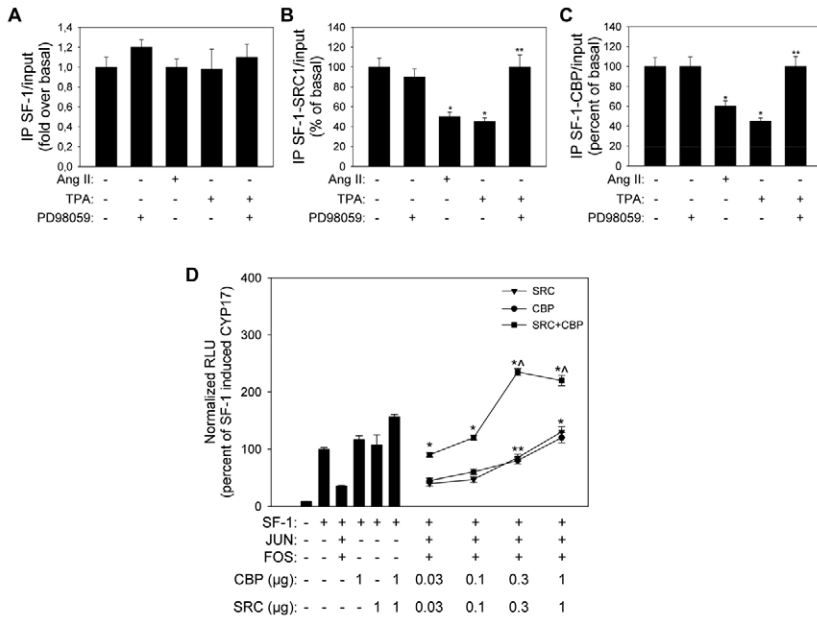 A
IP SF-1/input
(fold over basal)
1,4
1,2
1,0
0,8
0,6
0,4
0,2
0,0
Ang II: - - + - -
TPA: - - - + +
PD98059: - + - - +
B
IP SF-1-SRC1/input
(% of basal)
140
120
100
80
60
40
20
0
* * **
Ang II: - - + - -
TPA: - - - + +
PD98059: - + - - +
C
IP SF-1-CBP/input
(percent of basal)
140
120
100
80
60
40
20
0
* * **
Ang II: - - + - -
TPA: - - - + +
PD98059: - + - - +
D
Normalized RLU
(percent of SF-1 induced CYP17)
400
300
200
100
0
SRC
CBP
SRC+CBP
*^ *^
* *
*
**
SF-1: - + + + + + + + + +
JUN: - - + - - - + + + +
FOS: - - + - - - + + + +
CBP (µg): - - - 1 - 1 0.03 0.1 0.3 1
SRC (µg): - - - - 1 1 0.03 0.1 0.3 1